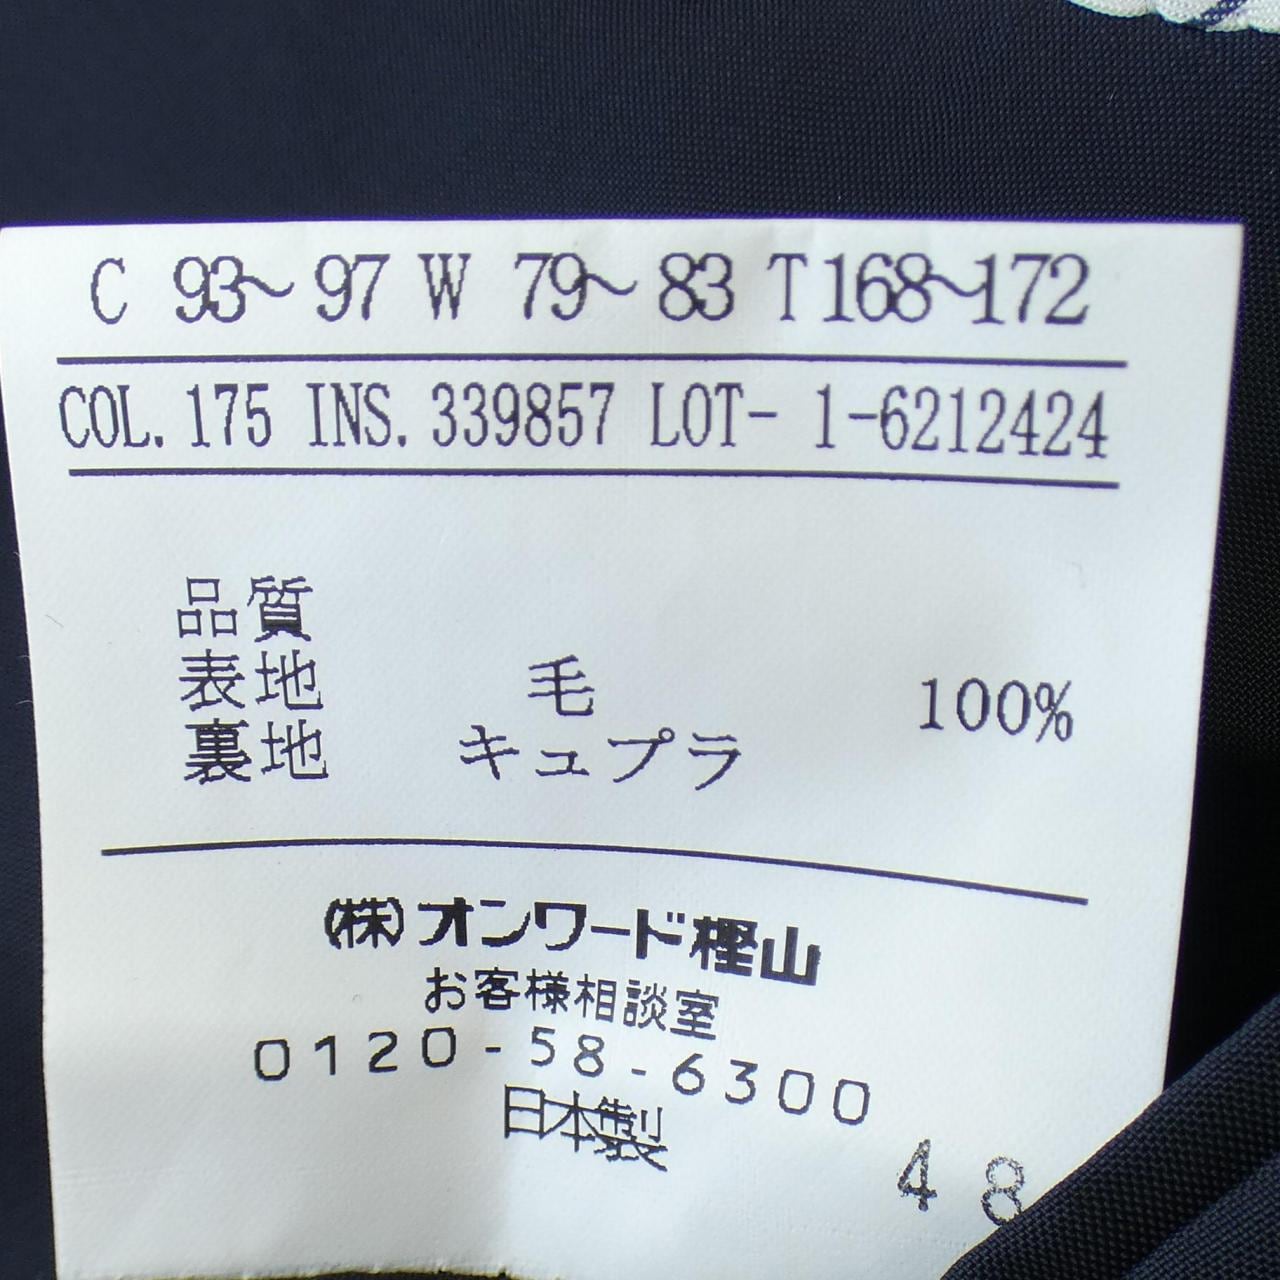 C 93～97 W 79～83 T168～172
COL.175 INS.339857 LOT- 1-6212424
品質
表地 毛 100%
裏地 キュプラ
(株)オンワード樫山
お客様相談室
0120-58-6300
日本製
48